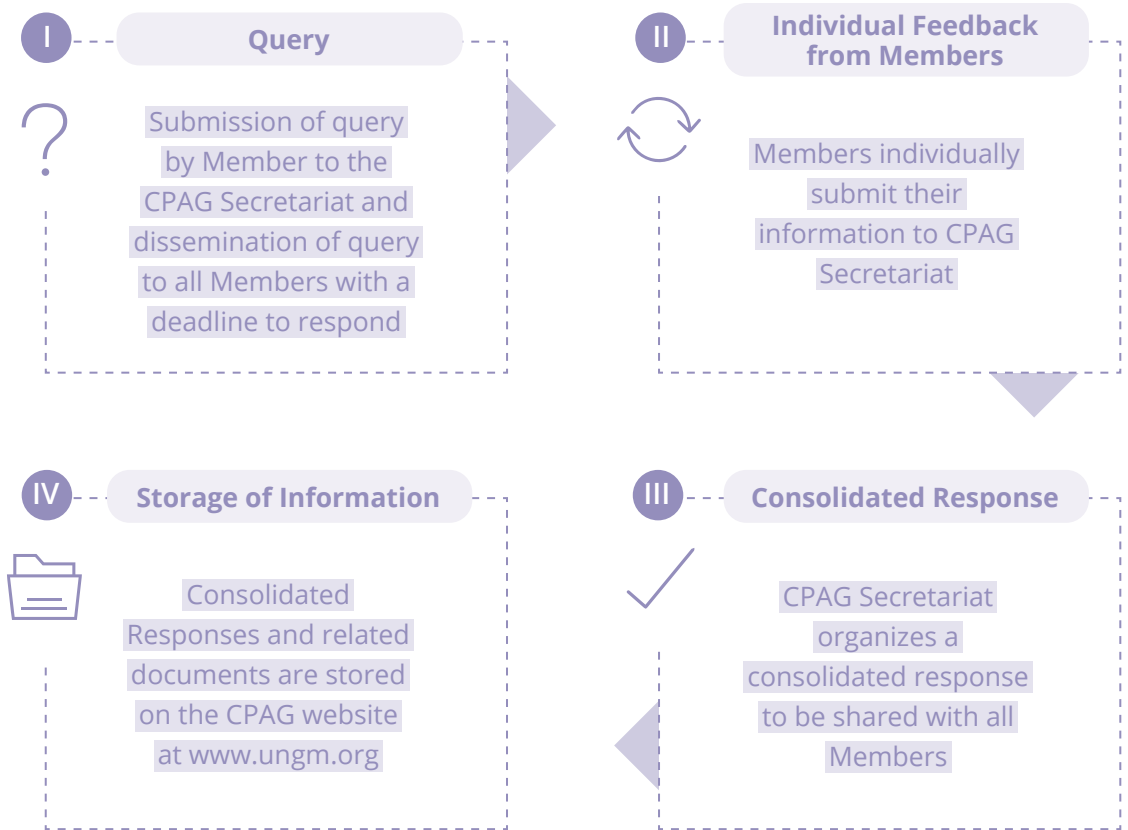 I
Query
Submission of query
by Member to the
CPAG Secretariat and
dissemination of query
to all Members with a
deadline to respond
II
Individual Feedback
from Members
Members individually
submit their
information to CPAG
Secretariat
III
Consolidated Response
CPAG Secretariat
organizes a
consolidated response
to be shared with all
Members
IV
Storage of Information
Consolidated
Responses and related
documents are stored
on the CPAG website
at www.ungm.org